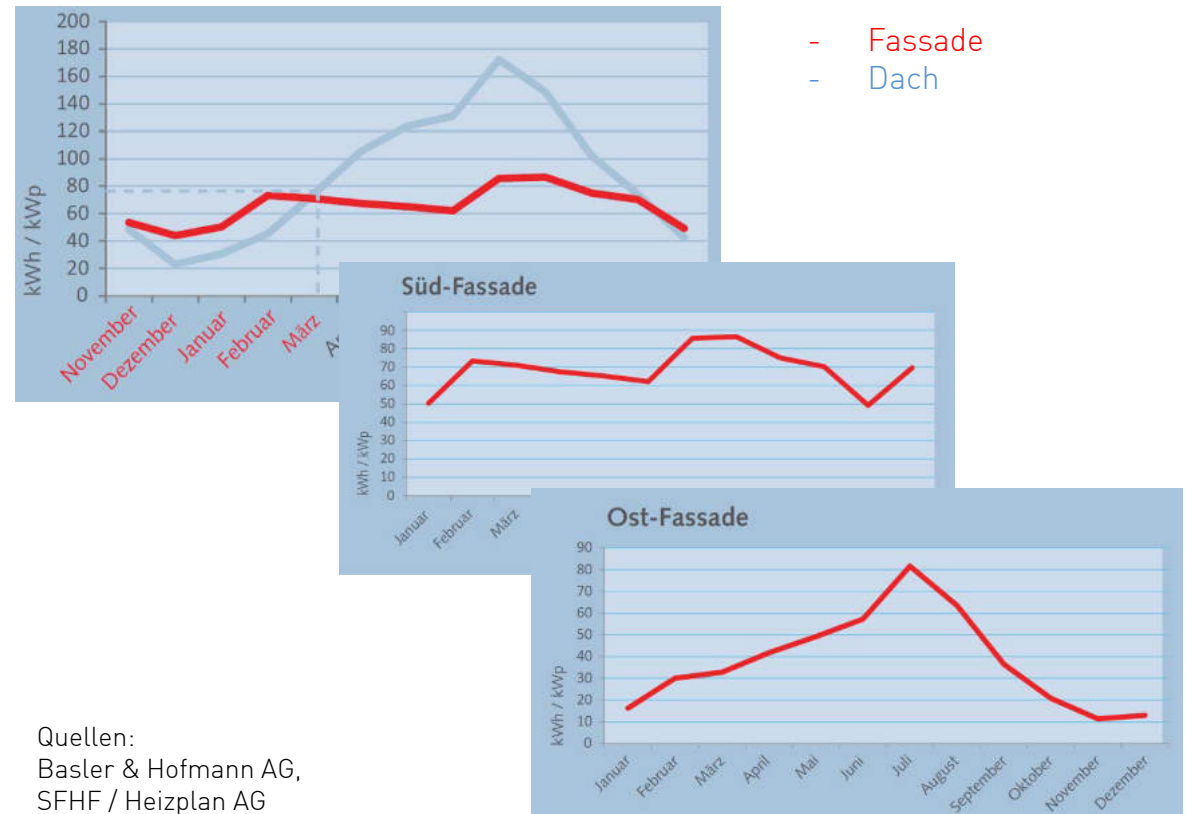 200
180
160
140
120
100
80
60
40
20
0
kWh / kWp
November
Dezember
Januar
Februar
März
- Fassade
- Dach
Süd-Fassade
90
80
70
60
50
40
30
20
10
0
kWh / kWp
Januar
Februar
März
Ost-Fassade
90
80
70
60
50
40
30
20
10
0
kWh / kWp
Januar
Februar
März
April
Mai
Juni
Juli
August
September
Oktober
November
Dezember
Quellen:
Basler & Hofmann AG,
SFHF / Heizplan AG